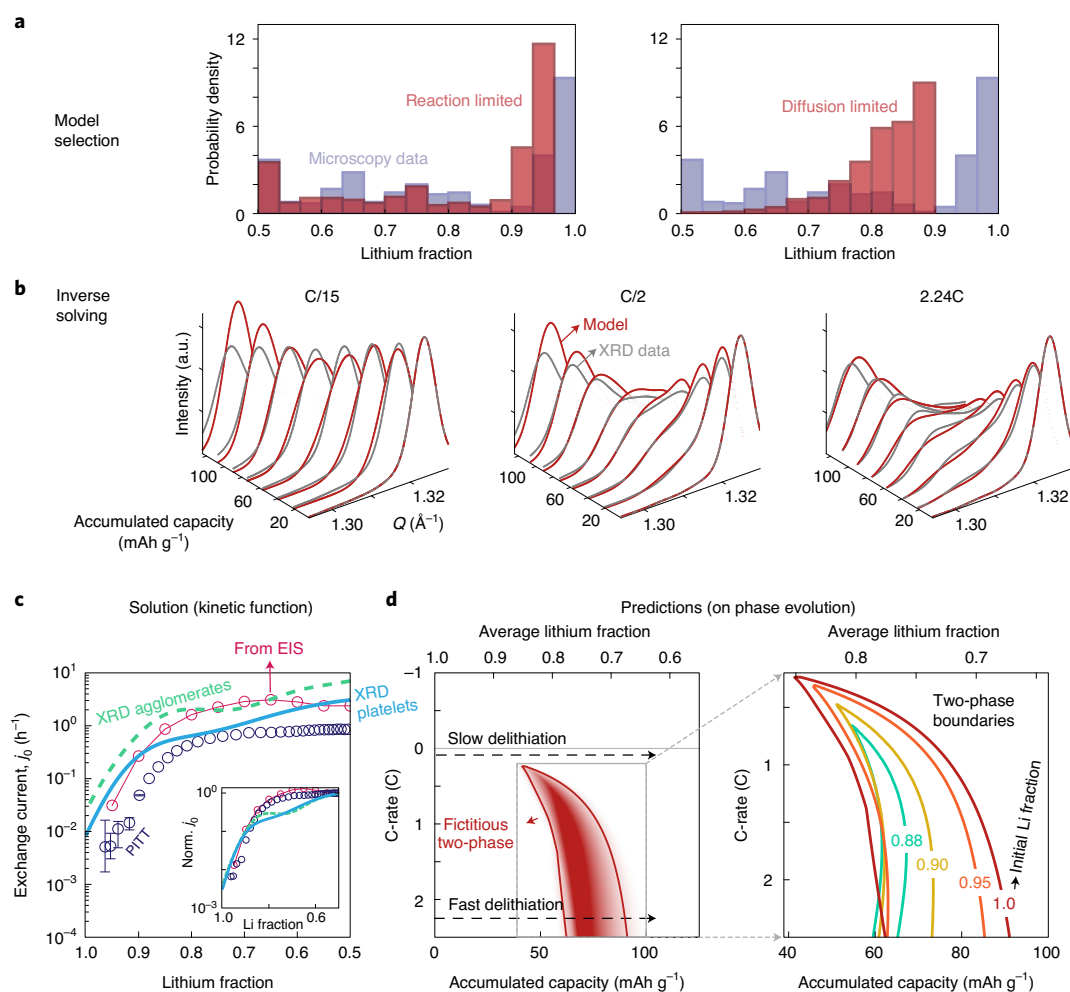 a
Model
selection
Probability density
12
6
0
Reaction limited
Microscopy data
0.5
0.6
0.7
0.8
0.9
1.0
Lithium fraction
12
6
0
Diffusion limited
0.5
0.6
0.7
0.8
0.9
1.0
Lithium fraction
b
Inverse
solving
C/15
C/2
2.24C
Intensity (a.u.)
Model
XRD data
100
60
20
1.30
1.32
Accumulated capacity
(mAh g⁻¹)
Q (Å⁻¹)
100
60
20
1.30
1.32
100
60
20
1.30
1.32
c
Solution (kinetic function)
From EIS
XRD agglomerates
XRD
platelets
PITT
Exchange current, j₀ (h⁻¹)
10¹
10⁰
10⁻¹
10⁻²
10⁻³
10⁻⁴
1.0
0.9
0.8
0.7
0.6
0.5
Lithium fraction
Norm. j₀
10⁰
10⁻³
1.0
0.6
Li fraction
d
Predictions (on phase evolution)
Average lithium fraction
1.0
0.9
0.8
0.7
0.6
C-rate (C)
−1
0
1
2
Slow delithiation
Fictitious
two-phase
Fast delithiation
0
50
100
Accumulated capacity (mAh g⁻¹)
Average lithium fraction
0.8
0.7
C-rate (C)
1
2
Two-phase
boundaries
0.88
0.90
0.95
1.0
Initial Li fraction
40
60
80
100
Accumulated capacity (mAh g⁻¹)